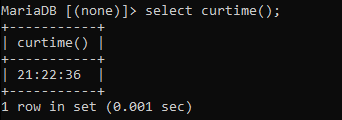 MariaDB [(none)]> select curtime();
+-----------+
| curtime() |
+-----------+
| 21:22:36  |
+-----------+
1 row in set (0.001 sec)